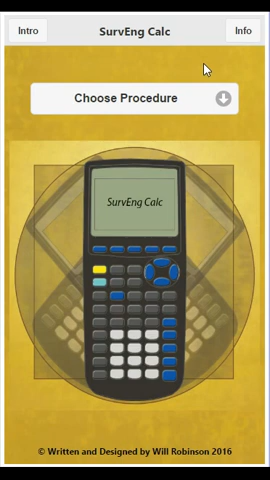 Intro
SurvEng Calc
Info
Choose Procedure
SurvEng Calc
© Written and Designed by Will Robinson 2016